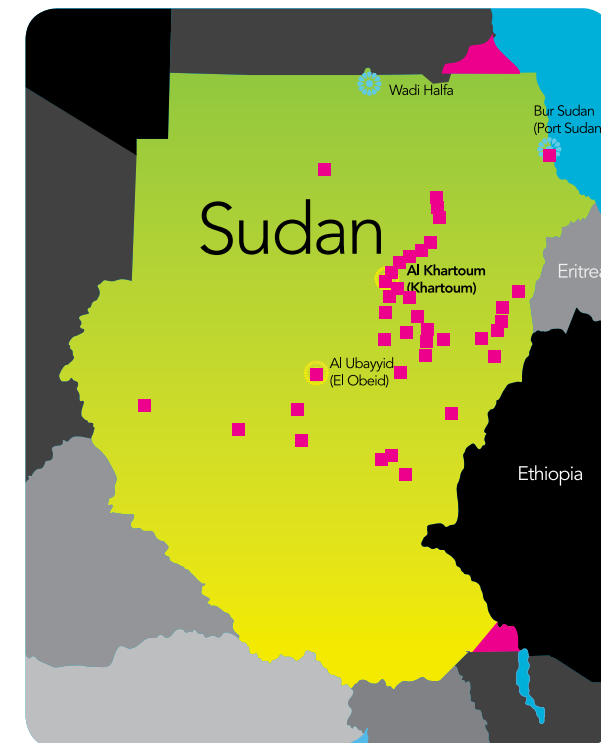 Wadi Halfa
Bur Sudan
(Port Sudan
Sudan
Al Khartoum
(Khartoum)
Eritrea
Al Ubayyid
(El Obeid)
Ethiopia